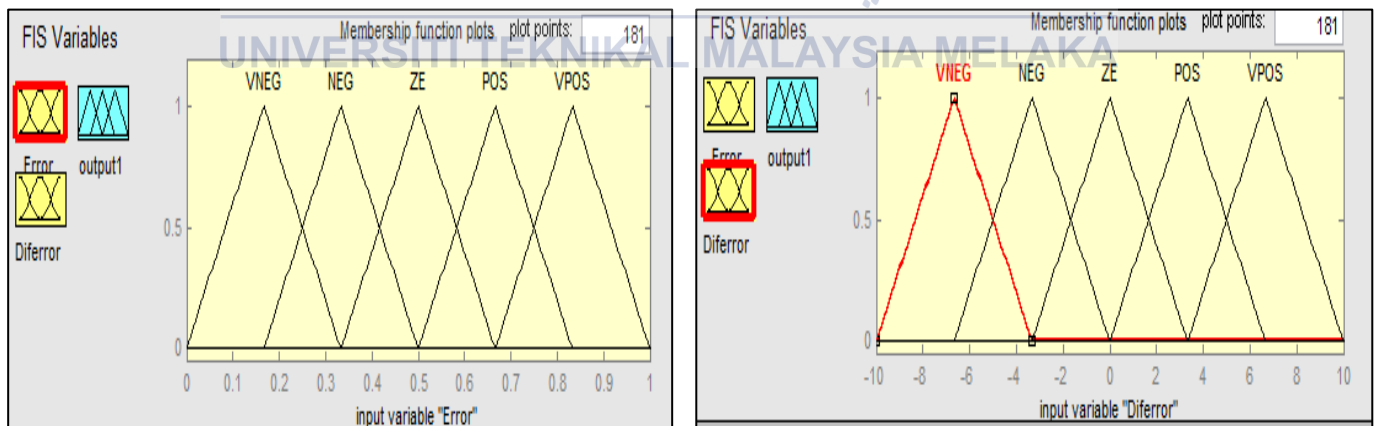 UNIVERSITI TEKNIKAL MALAYSIA MELAKA
FIS Variables
Membership function plots plot points: 181
VNEG NEG ZE POS VPOS
1
0.5
0
Error output1
Diferror
0 0.1 0.2 0.3 0.4 0.5 0.6 0.7 0.8 0.9 1
input variable "Error"
FIS Variables
Membership function plots plot points: 181
VNEG NEG ZE POS VPOS
1
0.5
0
Error output1
Diferror
-10 -8 -6 -4 -2 0 2 4 6 8 10
input variable "Diferror"